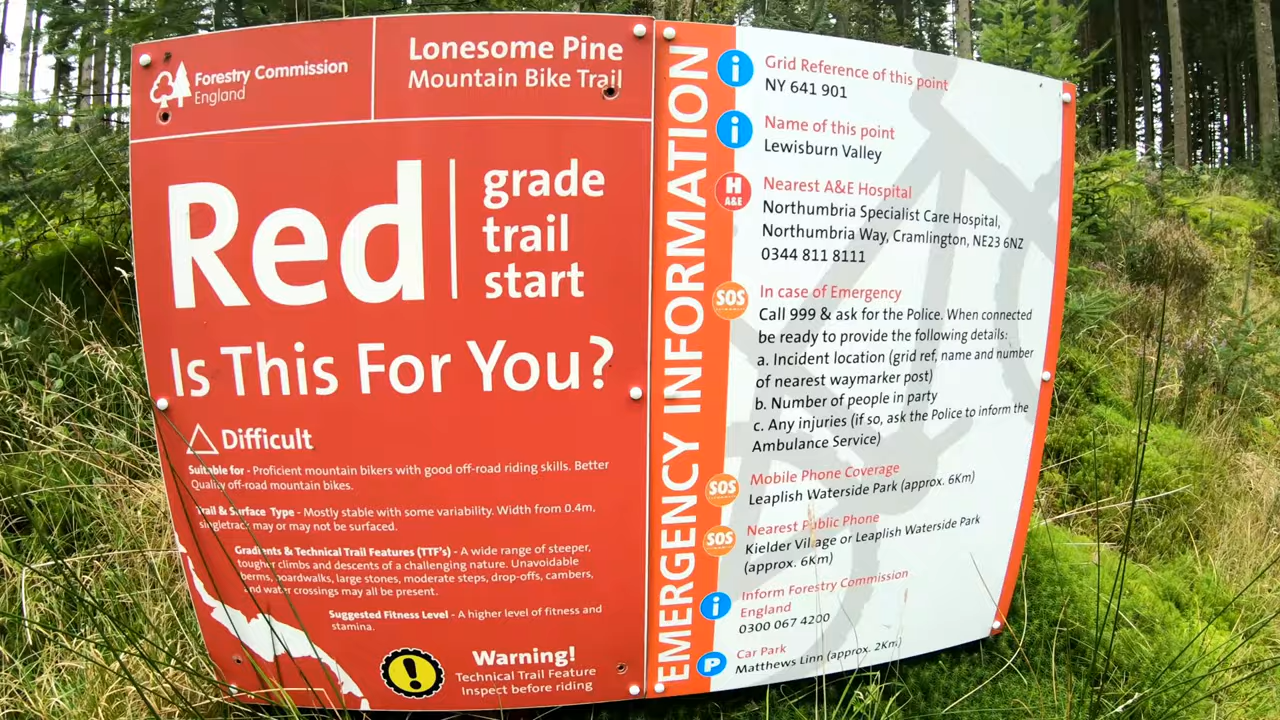 Forestry Commission
England
Lonesome Pine
Mountain Bike Trail
Red
grade
trail
start
Is This For You?
Difficult
Suitable for - Proficient mountain bikers with good off-road riding skills. Better
Quality off-road mountain bikes.
Trail & Surface Type - Mostly stable with some variability. Width from 0.4m,
singletrack may or may not be surfaced.
Gradients & Technical Trail Features (TTF's) - A wide range of steeper,
tougher climbs and descents of a challenging nature. Unavoidable
berms, boardwalks, large stones, moderate steps, drop-offs, cambers,
and water crossings may all be present.
Suggested Fitness Level - A higher level of fitness and
stamina.
Warning!
Technical Trail Feature
Inspect before riding
EMERGENCY INFORMATION
i
Grid Reference of this point
NY 641 901
i
Name of this point
Lewisburn Valley
H
A&E
Nearest A&E Hospital
Northumbria Specialist Care Hospital,
Northumbria Way, Cramlington, NE23 6NZ
0344 811 8111
SOS
In case of Emergency
Call 999 & ask for the Police. When connected
be ready to provide the following details:
a. Incident location (grid ref, name and number
of nearest waymarker post)
b. Number of people in party
c. Any injuries (if so, ask the Police to inform the
Ambulance Service)
SOS
Mobile Phone Coverage
Leaplish Waterside Park (approx. 6Km)
SOS
Nearest Public Phone
Kielder Village or Leaplish Waterside Park
(approx. 6Km)
i
Inform Forestry Commission
England
0300 067 4200
P
Car Park
Matthews Linn (approx. 2Km)